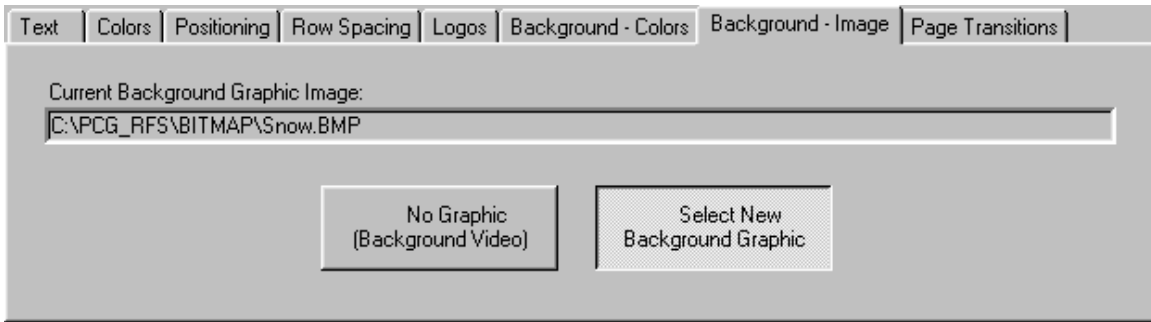 Text Colors Positioning Row Spacing Logos Background - Colors Background - Image Page Transitions
Current Background Graphic Image:
C:\PCG_RFS\BITMAP\Snow.BMP
No Graphic
(Background Video)
Select New
Background Graphic